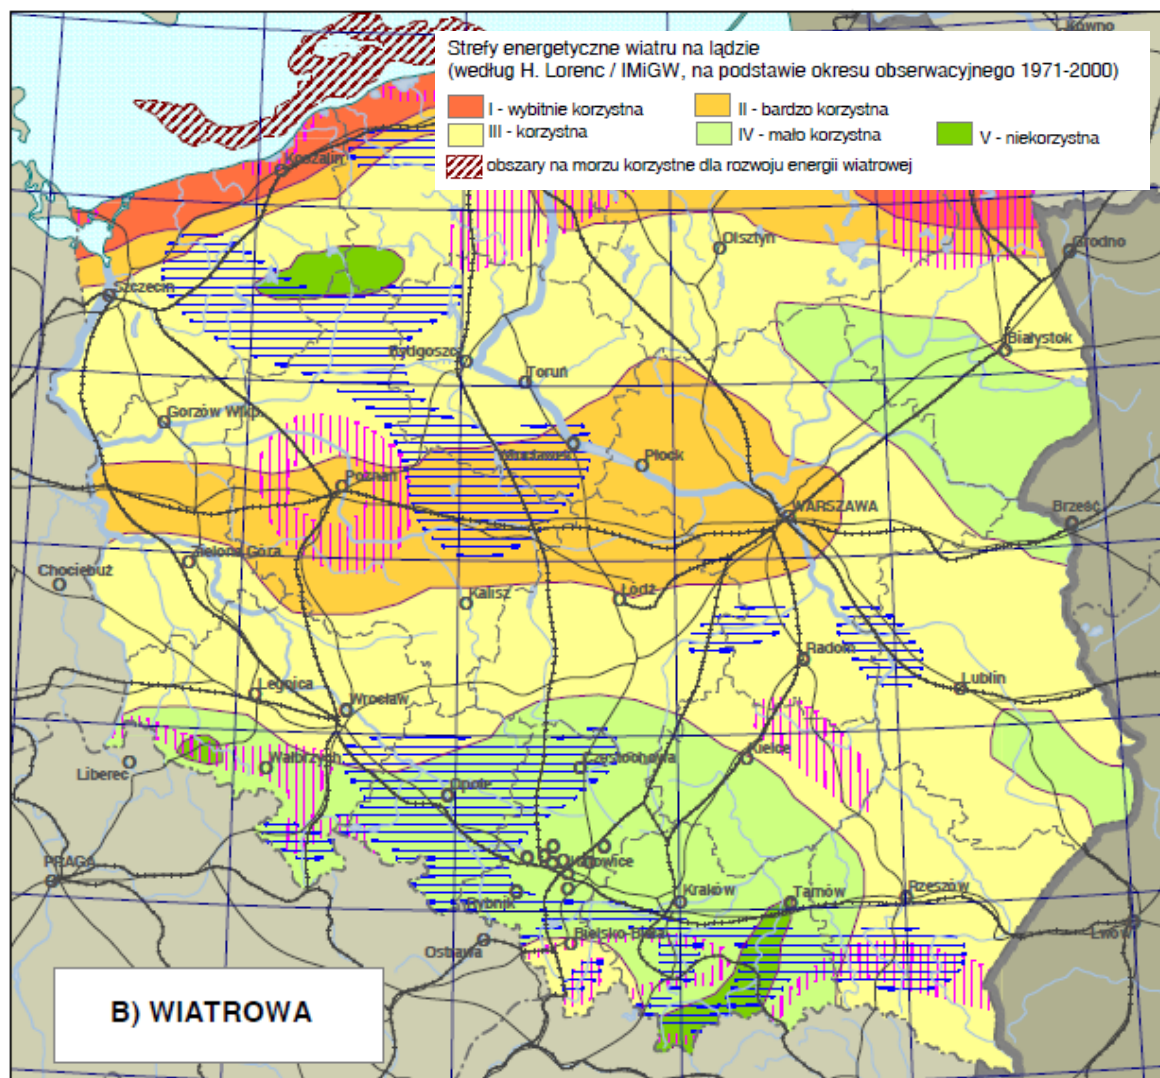 Kowno
Strefy energetyczne wiatru na lądzie
(według H. Lorenc / IMiGW, na podstawie okresu obserwacyjnego 1971-2000)
I - wybitnie korzystna
II - bardzo korzystna
III - korzystna
IV - mało korzystna
V - niekorzystna
obszary na morzu korzystne dla rozwoju energii wiatrowej
Koszalin
Olsztyn
Grodno
Szczecin
Białystok
Bydgoszcz
Toruń
Gorzów Wlkp.
Włocławek
Płock
Poznań
WARSZAWA
Brześć
Zielona Góra
Chociebuż
Kalisz
Łódź
Radom
Legnica
Lublin
Wrocław
Liberec
Wałbrzych
Częstochowa
Kielce
Opole
PRAGA
Katowice
Rybnik
Kraków
Tarnów
Rzeszów
Lwów
Ostrawa
Bielsko-Biała
B) WIATROWA